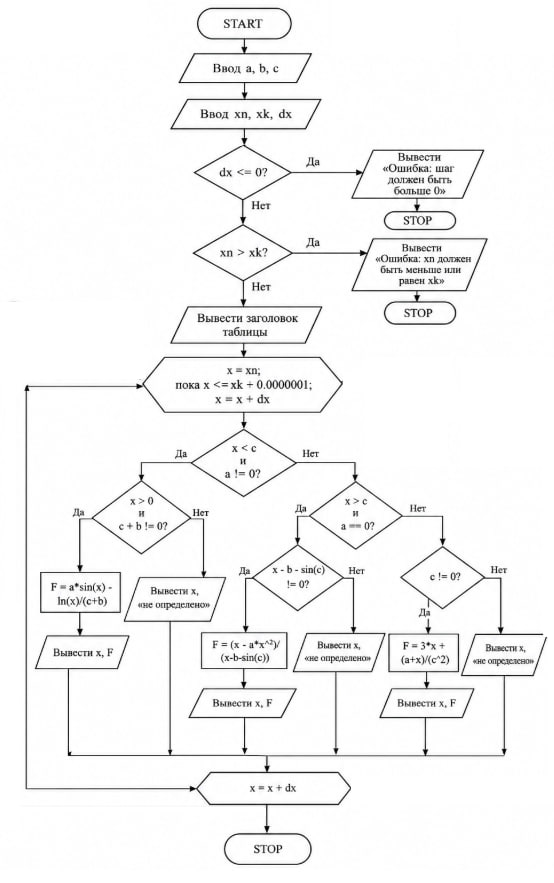 START
Ввод a, b, c
Ввод xn, xk, dx
dx <= 0?
Да
Вывести
«Ошибка: шаг
должен быть
больше 0»
STOP
Нет
xn > xk?
Да
Вывести
«Ошибка: xn должен
быть меньше или
равен xk»
STOP
Нет
Вывести заголовок
таблицы
x = xn;
пока x <= xk + 0.0000001;
x = x + dx
x < c
и
a != 0?
Да
Нет
x > 0
и
c + b != 0?
Да
Нет
x > c
и
a == 0?
Да
Нет
F = a*sin(x) -
ln(x)/(c+b)
Вывести x, F
Вывести x,
«не определено»
x - b - sin(c)
!= 0?
Да
Нет
c != 0?
Да
Нет
F = (x - a*x^2)/
(x-b-sin(c))
Вывести x, F
Вывести x,
«не определено»
F = 3*x +
(a+x)/(c^2)
Вывести x, F
Вывести x,
«не определено»
x = x + dx
STOP